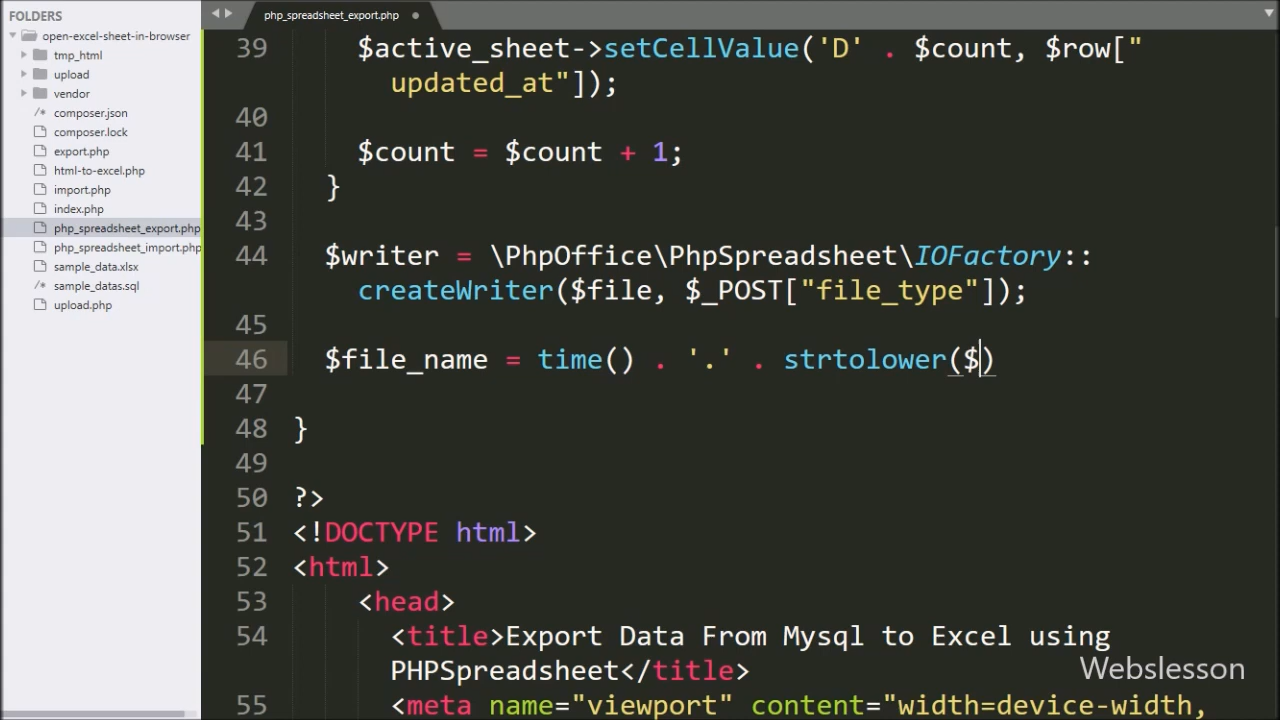 FOLDERS
open-excel-sheet-in-browser
tmp_html
upload
vendor
/* composer.json
composer.lock
export.php
html-to-excel.php
import.php
index.php
php_spreadsheet_export.php
php_spreadsheet_import.php
sample_data.xlsx
/* sample_datas.sql
upload.php
php_spreadsheet_export.php
39 $active_sheet->setCellValue('D' . $count, $row["
updated_at"]);
40
41 $count = $count + 1;
42 }
43
44 $writer = \PhpOffice\PhpSpreadsheet\IOFactory::
createWriter($file, $_POST["file_type"]);
45
46 $file_name = time() . '.' . strtolower($)
47
48 }
49
50 ?>
51 <!DOCTYPE html>
52 <html>
53 <head>
54 <title>Export Data From Mysql to Excel using
PHPSpreadsheet</title>
55 <meta name="viewport" content="width=device-width,
Webslesson